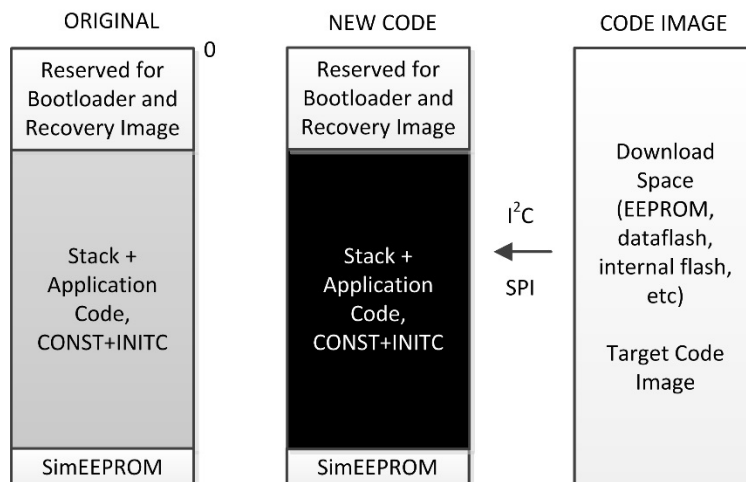 ORIGINAL
0
Reserved for
Bootloader and
Recovery Image
Stack +
Application
Code,
CONST+INITC
SimEEPROM
NEW CODE
Reserved for
Bootloader and
Recovery Image
Stack +
Application
Code,
CONST+INITC
SimEEPROM
I²C
SPI
CODE IMAGE
Download
Space
(EEPROM,
dataflash,
internal flash,
etc)
Target Code
Image